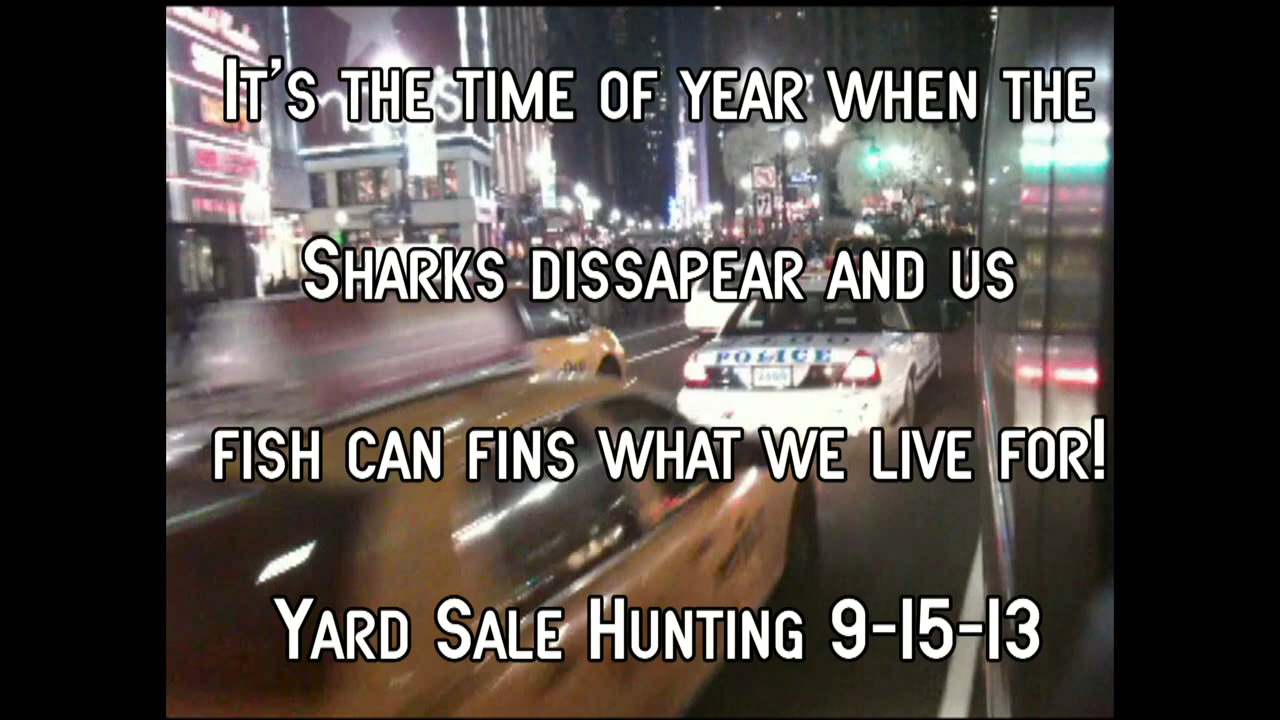 It's the time of year when the
Sharks dissapear and us
fish can fins what we live for!
Yard Sale Hunting 9-15-13
POLICE